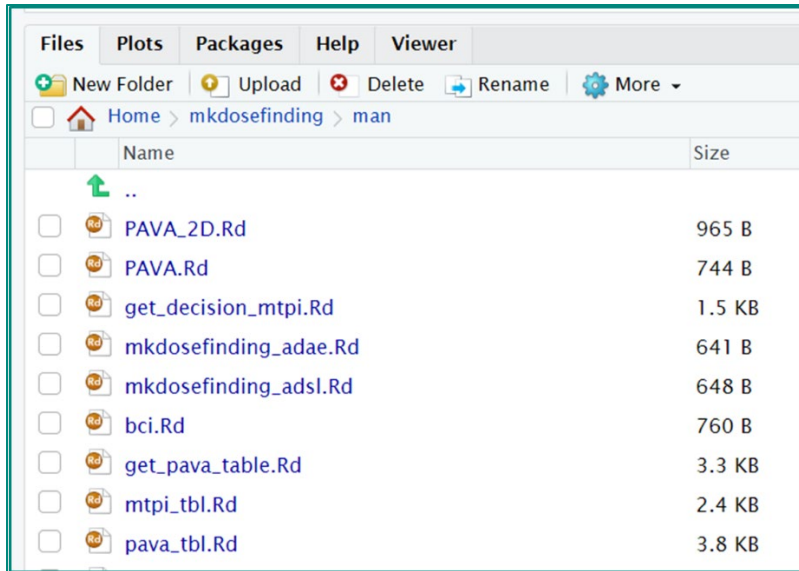 Files Plots Packages Help Viewer
New Folder Upload Delete Rename More
Home > mkdosefinding > man
Name Size
..
PAVA_2D.Rd 965 B
PAVA.Rd 744 B
get_decision_mtpi.Rd 1.5 KB
mkdosefinding_adae.Rd 641 B
mkdosefinding_adsl.Rd 648 B
bci.Rd 760 B
get_pava_table.Rd 3.3 KB
mtpi_tbl.Rd 2.4 KB
pava_tbl.Rd 3.8 KB